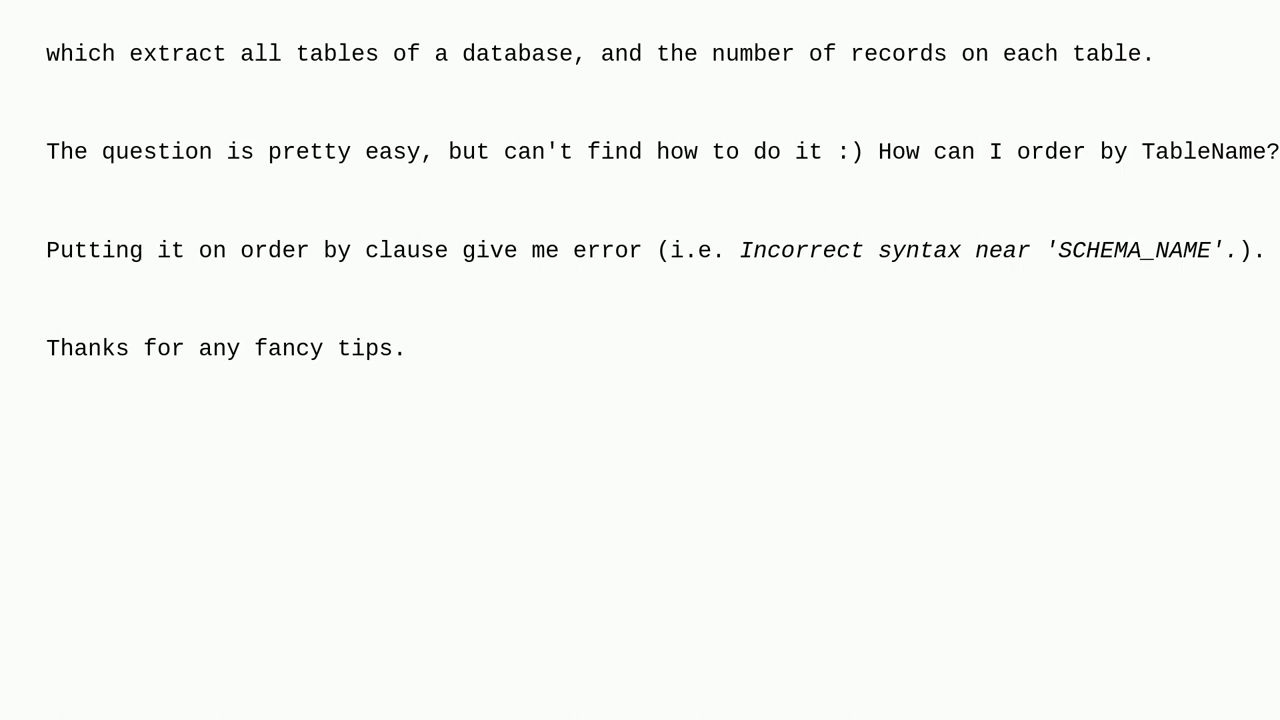 which extract all tables of a database, and the number of records on each table.
The question is pretty easy, but can't find how to do it :) How can I order by TableName?
Putting it on order by clause give me error (i.e. Incorrect syntax near 'SCHEMA_NAME'.).
Thanks for any fancy tips.